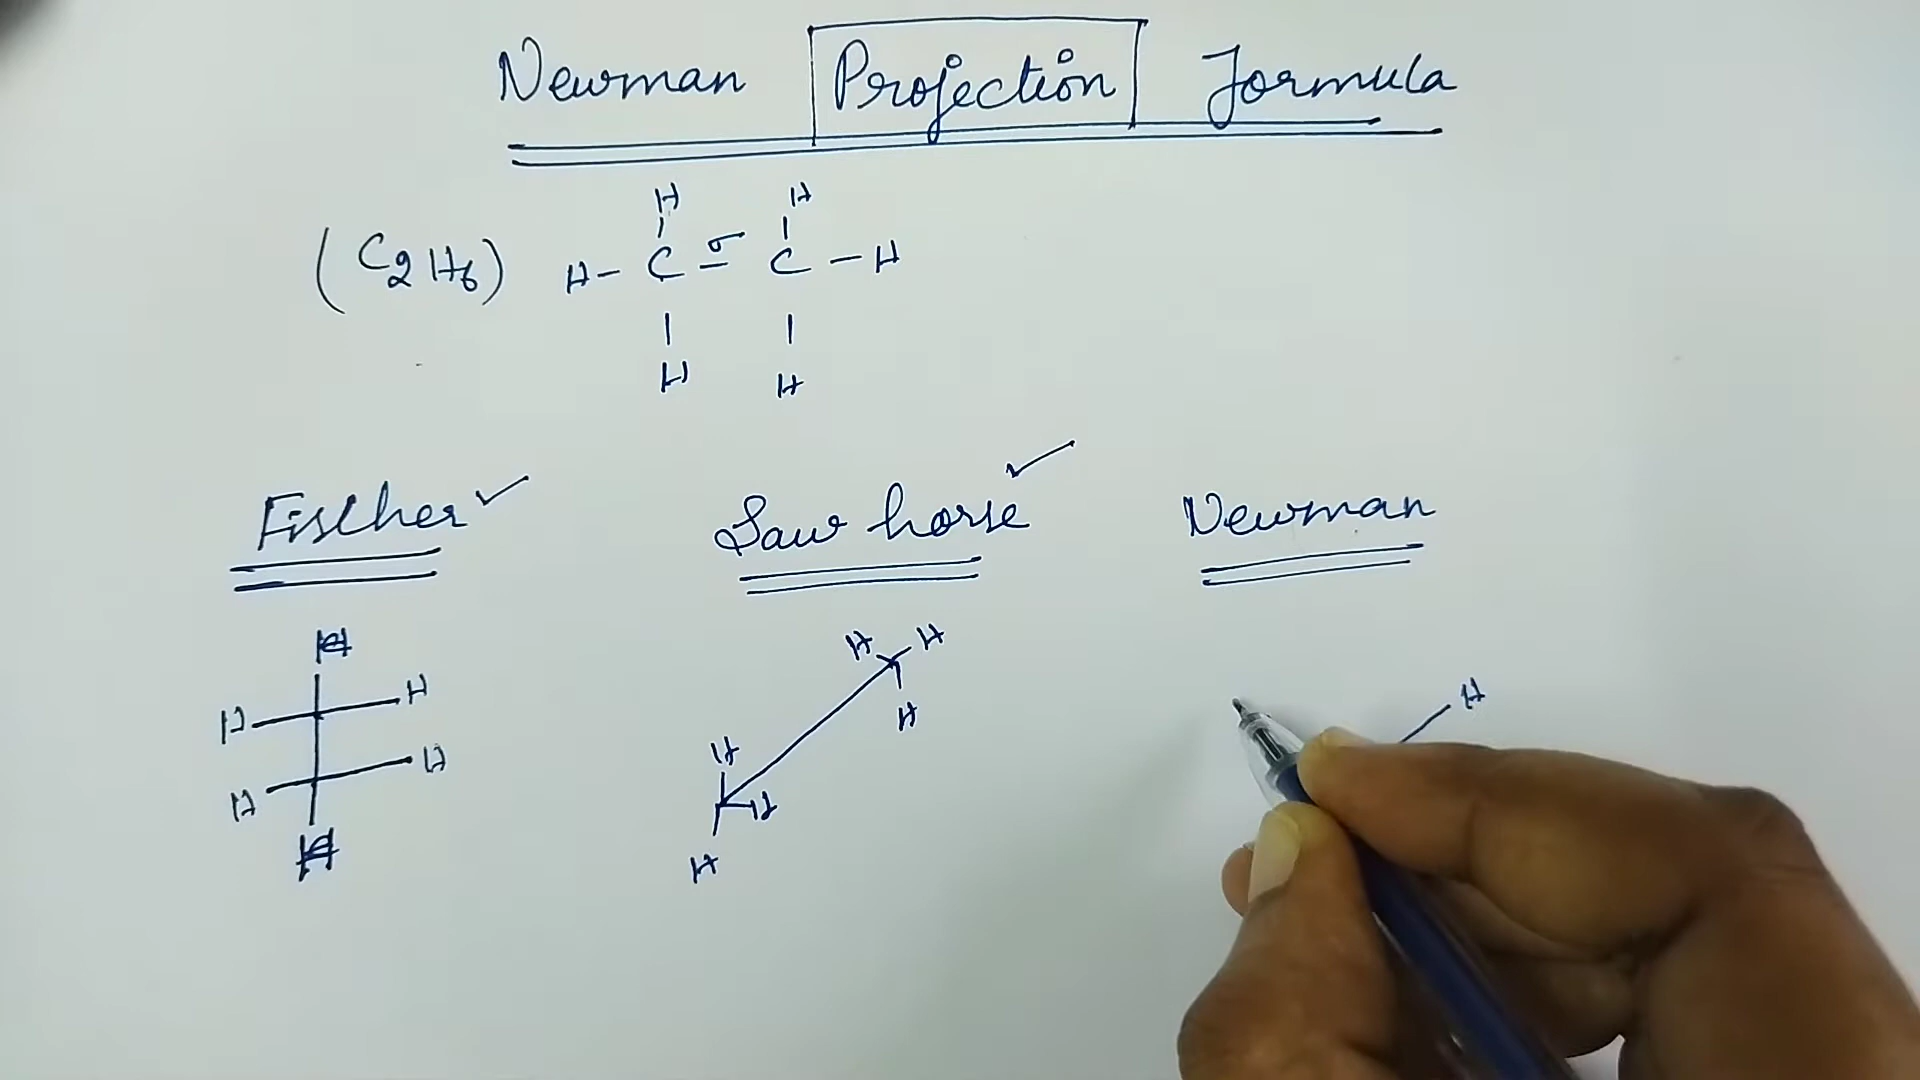 Newman Projection Formula
H H
(C2H6) H - C - σ C - H
H H
Fischer ✓ Saw horse ✓ Newman
H H H
H H H
H
H H H H
H H
H